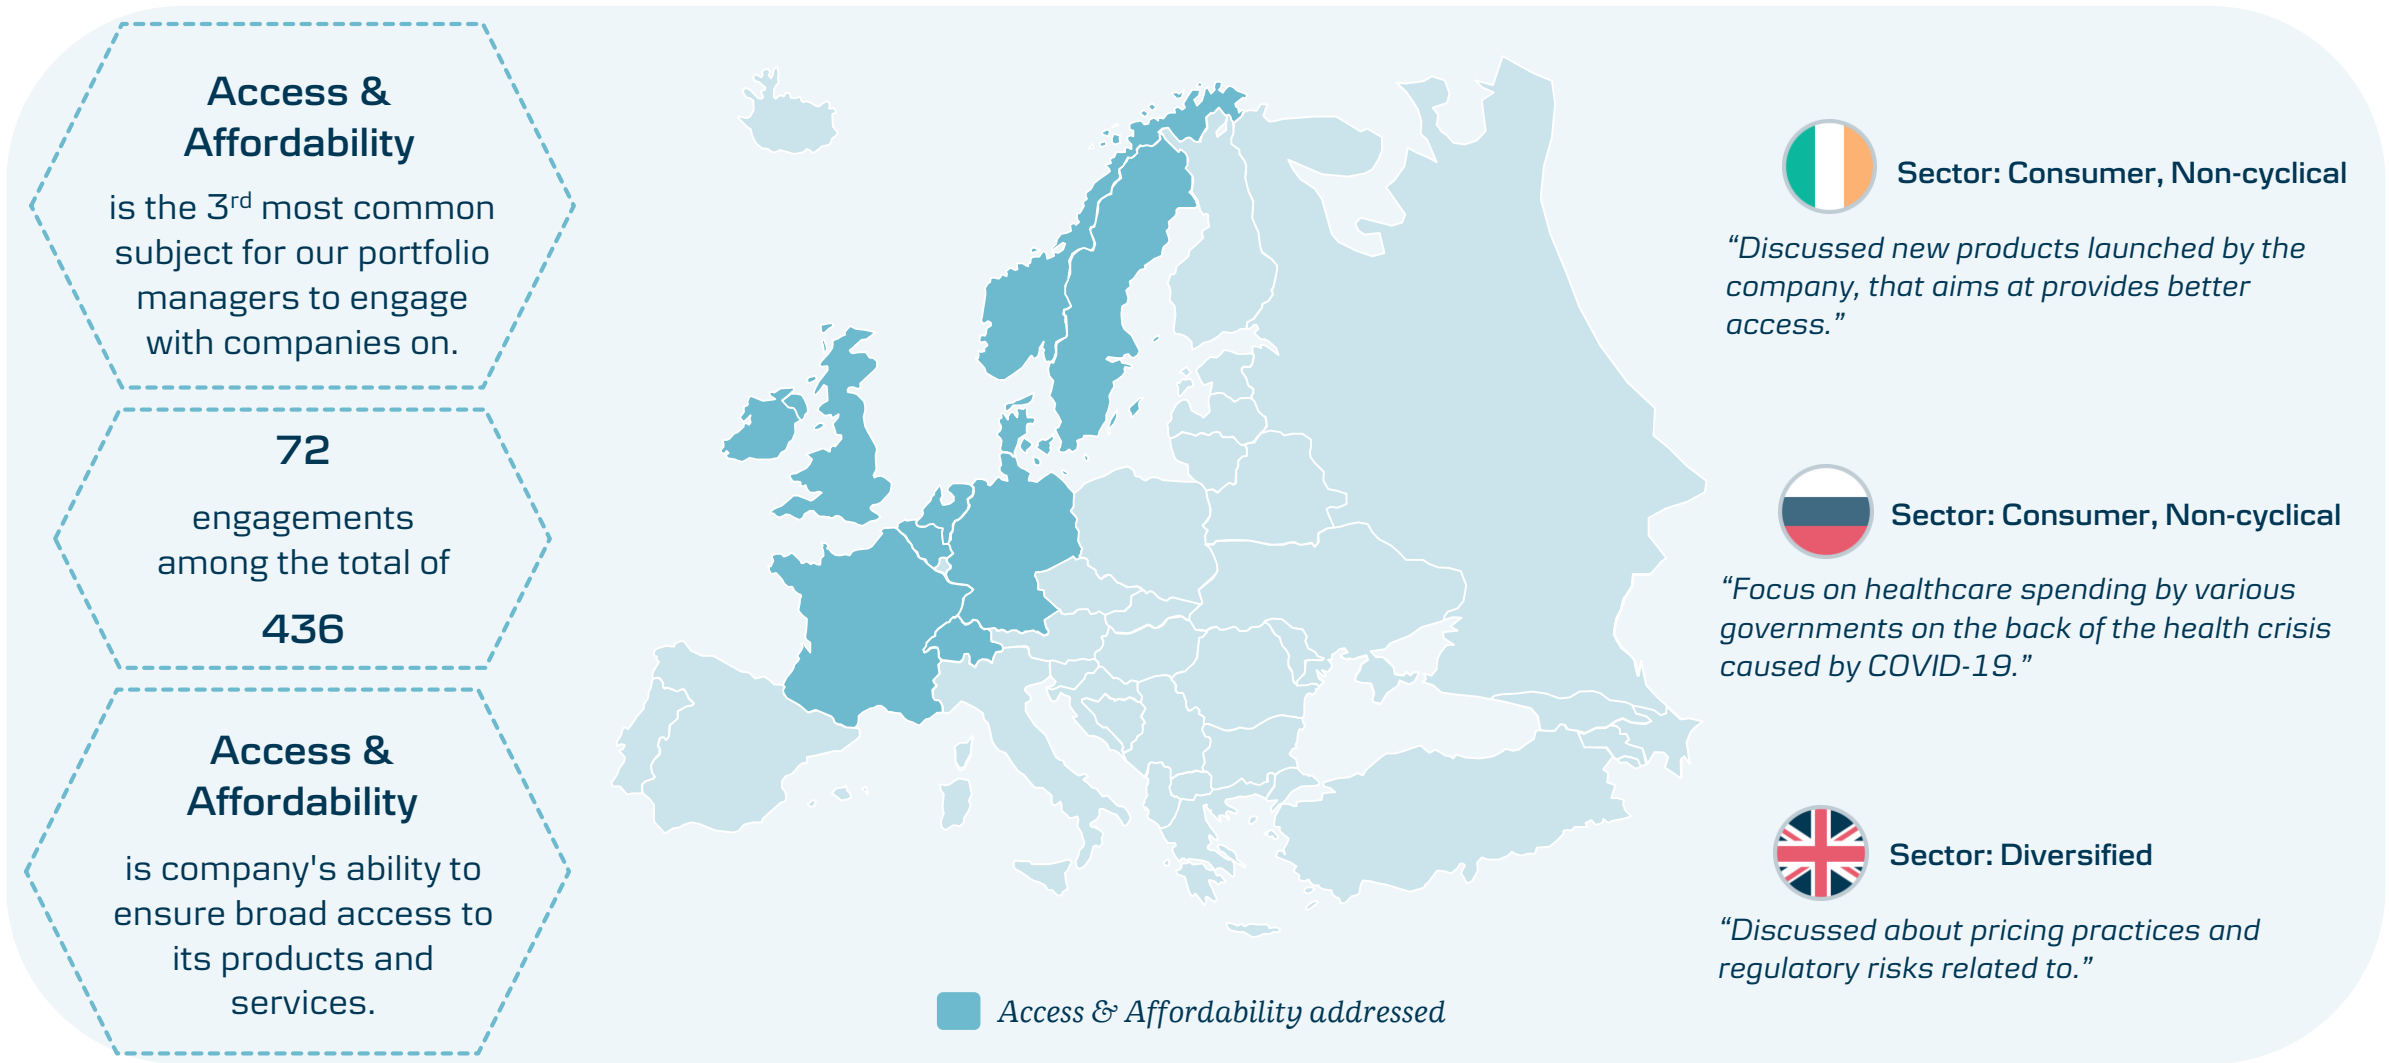 Access &
Affordability
is the 3rd most common
subject for our portfolio
managers to engage
with companies on.
72
engagements
among the total of
436
Access &
Affordability
is company's ability to
ensure broad access to
its products and
services.
Access & Affordability addressed
Sector: Consumer, Non-cyclical
“Discussed new products launched by the
company, that aims at provides better
access.”
Sector: Consumer, Non-cyclical
“Focus on healthcare spending by various
governments on the back of the health crisis
caused by COVID-19.”
Sector: Diversified
“Discussed about pricing practices and
regulatory risks related to.”